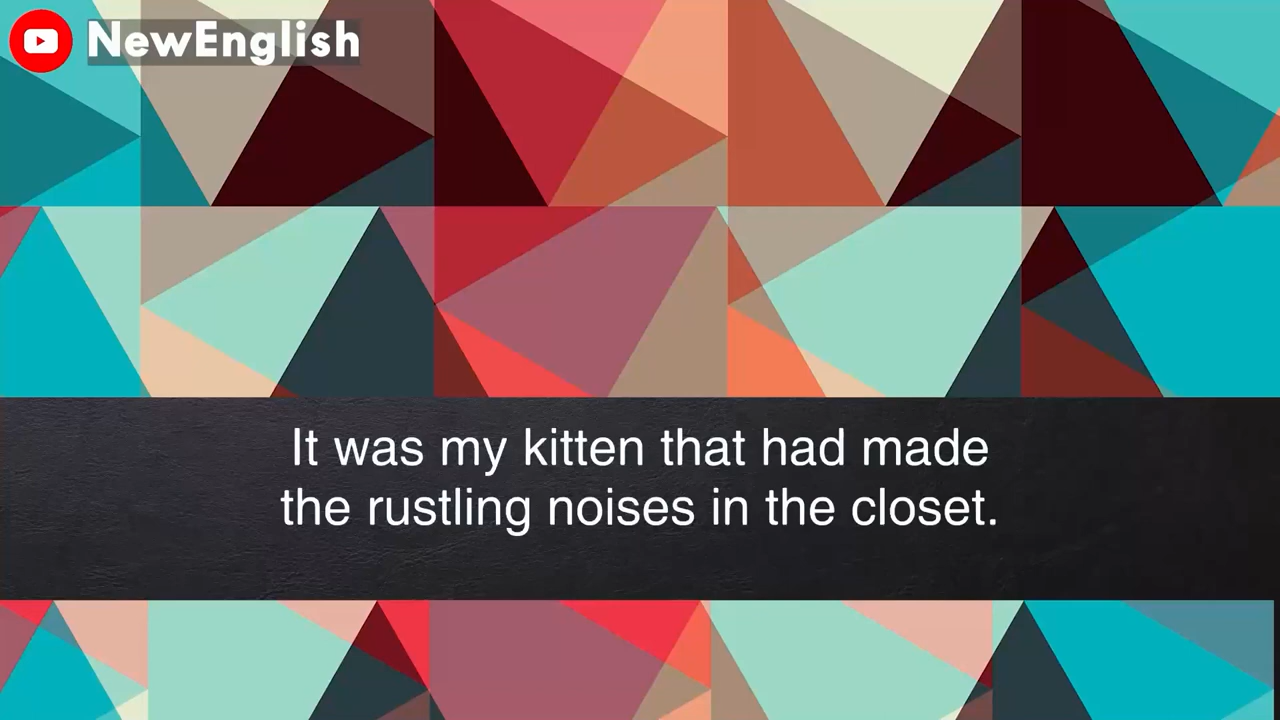 NewEnglish
It was my kitten that had made
the rustling noises in the closet.